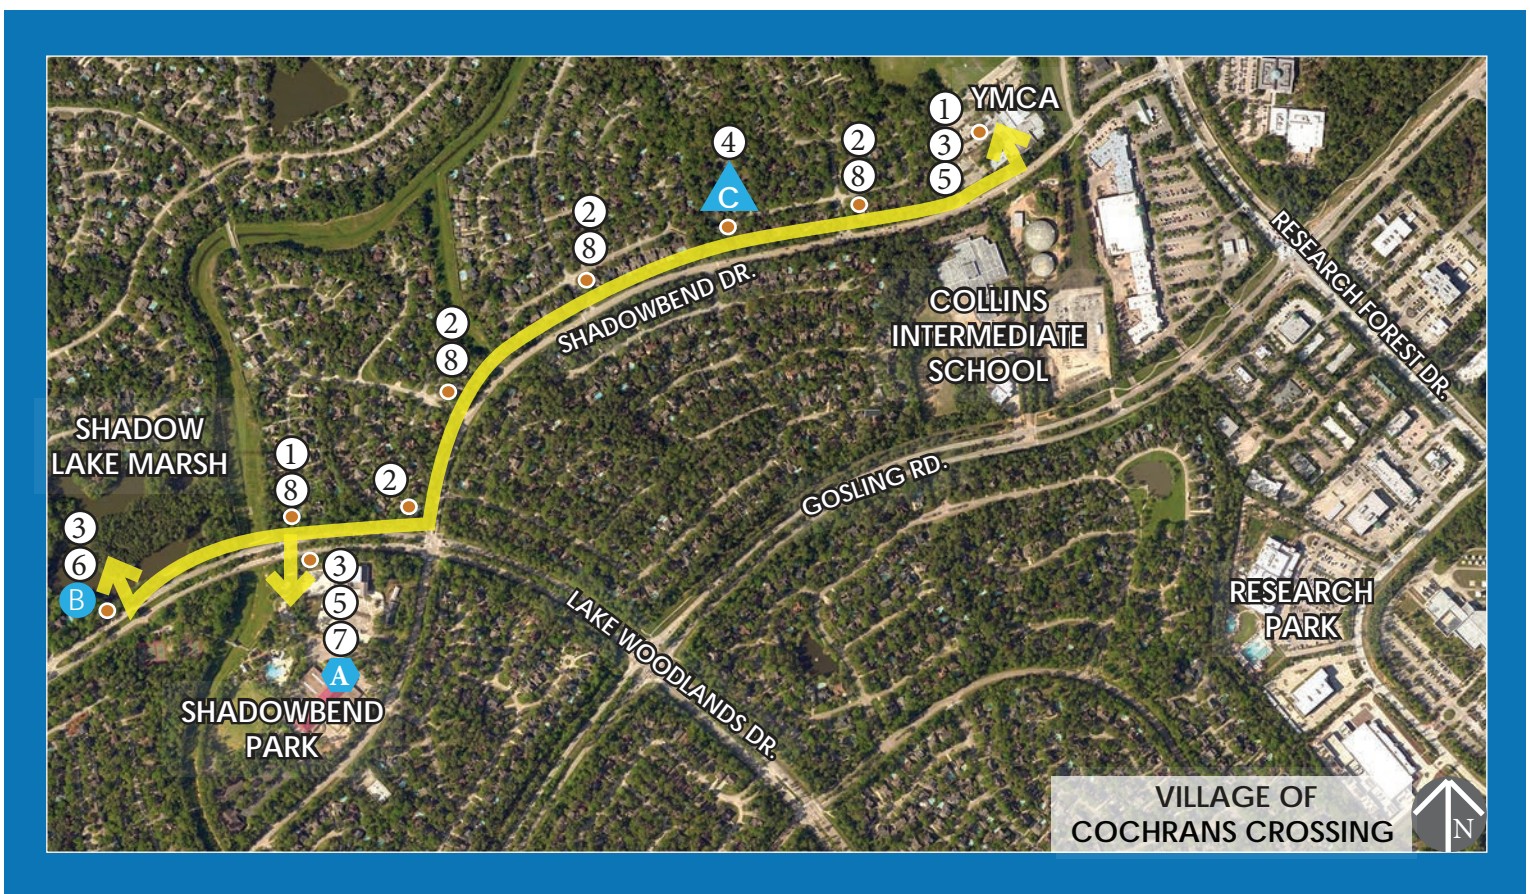 YMCA
1
3
5
4
C
2
8
2
8
RESEARCH FOREST DR.
SHADOWBEND DR.
COLLINS
INTERMEDIATE
SCHOOL
2
8
SHADOW
LAKE MARSH
1
8
2
GOSLING RD.
3
6
B
3
5
7
A
LAKE WOODLANDS DR.
RESEARCH
PARK
SHADOWBEND
PARK
VILLAGE OF
COCHRANS CROSSING
N